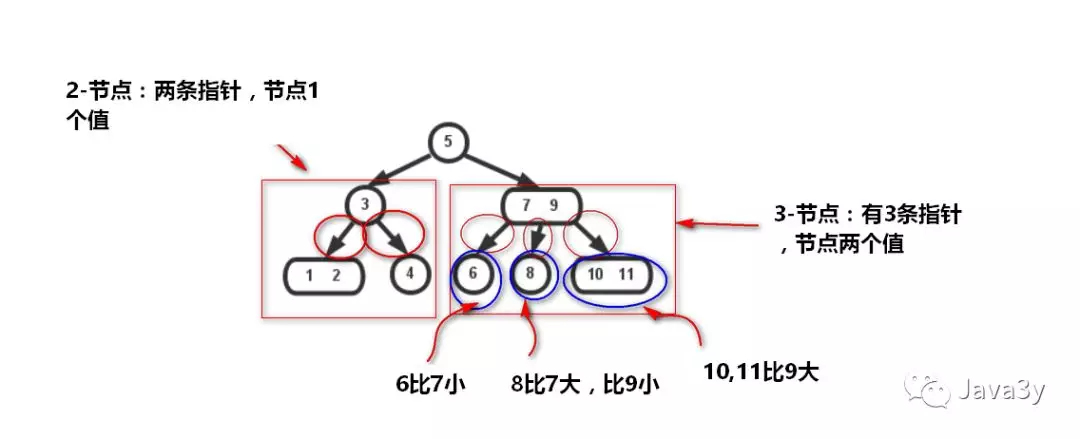 2-节点：两条指针，节点1
个值
5
3
7 9
3-节点：有3条指针
，节点两个值
1 2
4
6
8
10 11
6比7小
8比7大，比9小
10,11比9大
Java3y